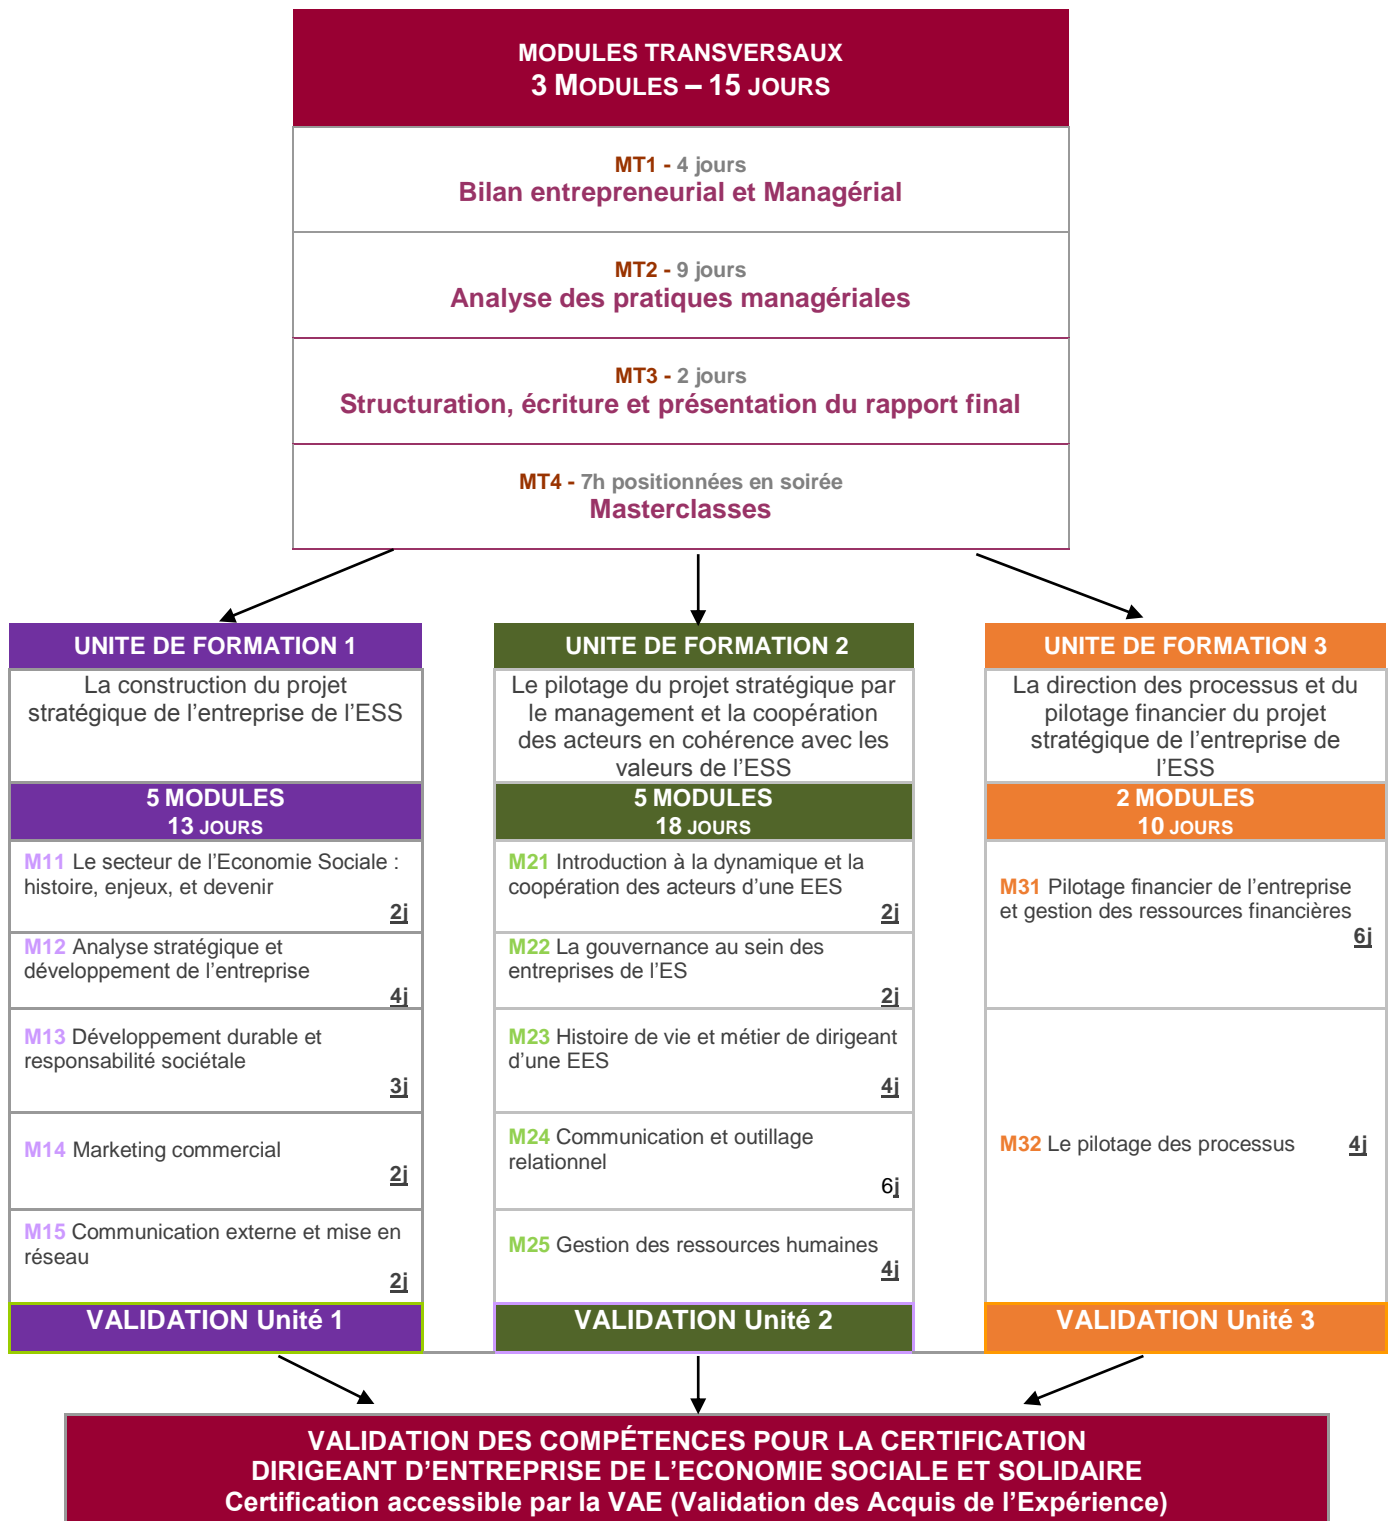 MODULES TRANSVERSAUX
3 MODULES – 15 JOURS
MT1 - 4 jours
Bilan entrepreneurial et Managérial
MT2 - 9 jours
Analyse des pratiques managériales
MT3 - 2 jours
Structuration, écriture et présentation du rapport final
MT4 - 7h positionnées en soirée
Masterclasses
UNITE DE FORMATION 1
La construction du projet
stratégique de l’entreprise de l’ESS
5 MODULES
13 JOURS
M11 Le secteur de l’Economie Sociale :
histoire, enjeux, et devenir
2j
M12 Analyse stratégique et
développement de l’entreprise
4j
M13 Développement durable et
responsabilité sociétale
3j
M14 Marketing commercial
2j
M15 Communication externe et mise en
réseau
2j
VALIDATION Unité 1
UNITE DE FORMATION 2
Le pilotage du projet stratégique par
le management et la coopération
des acteurs en cohérence avec les
valeurs de l’ESS
5 MODULES
18 JOURS
M21 Introduction à la dynamique et la
coopération des acteurs d’une EES
2j
M22 La gouvernance au sein des
entreprises de l’ES
2j
M23 Histoire de vie et métier de dirigeant
d’une EES
4j
M24 Communication et outillage
relationnel
6j
M25 Gestion des ressources humaines
4j
VALIDATION Unité 2
UNITE DE FORMATION 3
La direction des processus et du
pilotage financier du projet
stratégique de l’entreprise de
l’ESS
2 MODULES
10 JOURS
M31 Pilotage financier de l’entreprise
et gestion des ressources financières
6j
M32 Le pilotage des processus 4j
VALIDATION Unité 3
VALIDATION DES COMPÉTENCES POUR LA CERTIFICATION
DIRIGEANT D’ENTREPRISE DE L’ECONOMIE SOCIALE ET SOLIDAIRE
Certification accessible par la VAE (Validation des Acquis de l’Expérience)